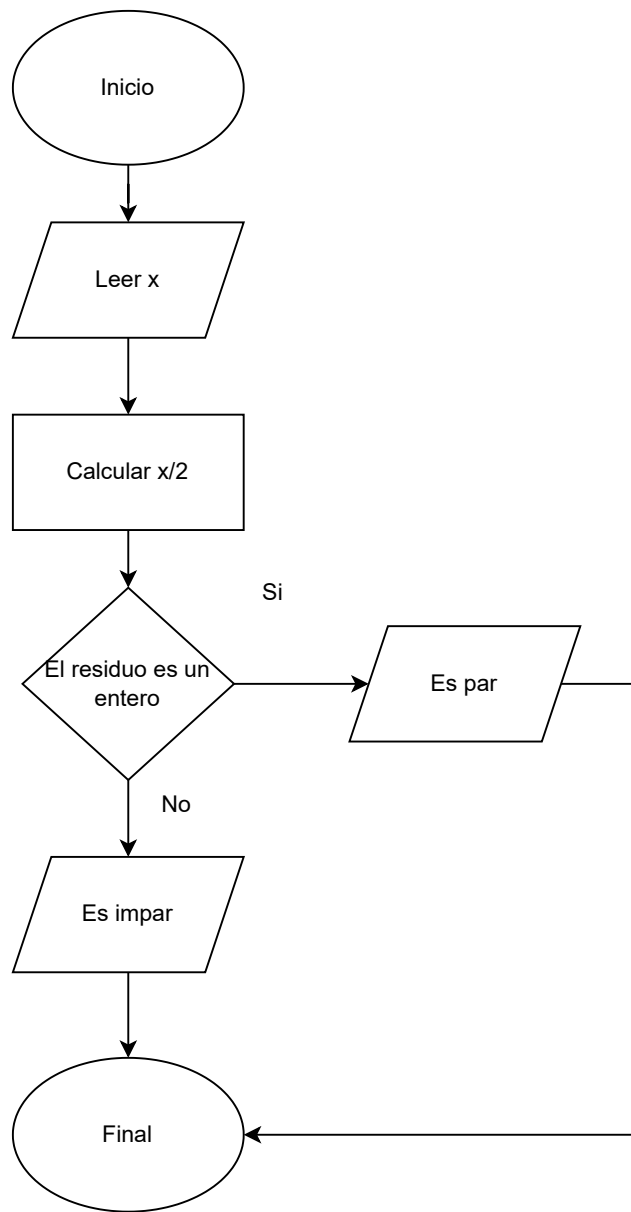 Inicio
Leer x
Calcular x/2
Si
El residuo es un
entero
Es par
No
Es impar
Final